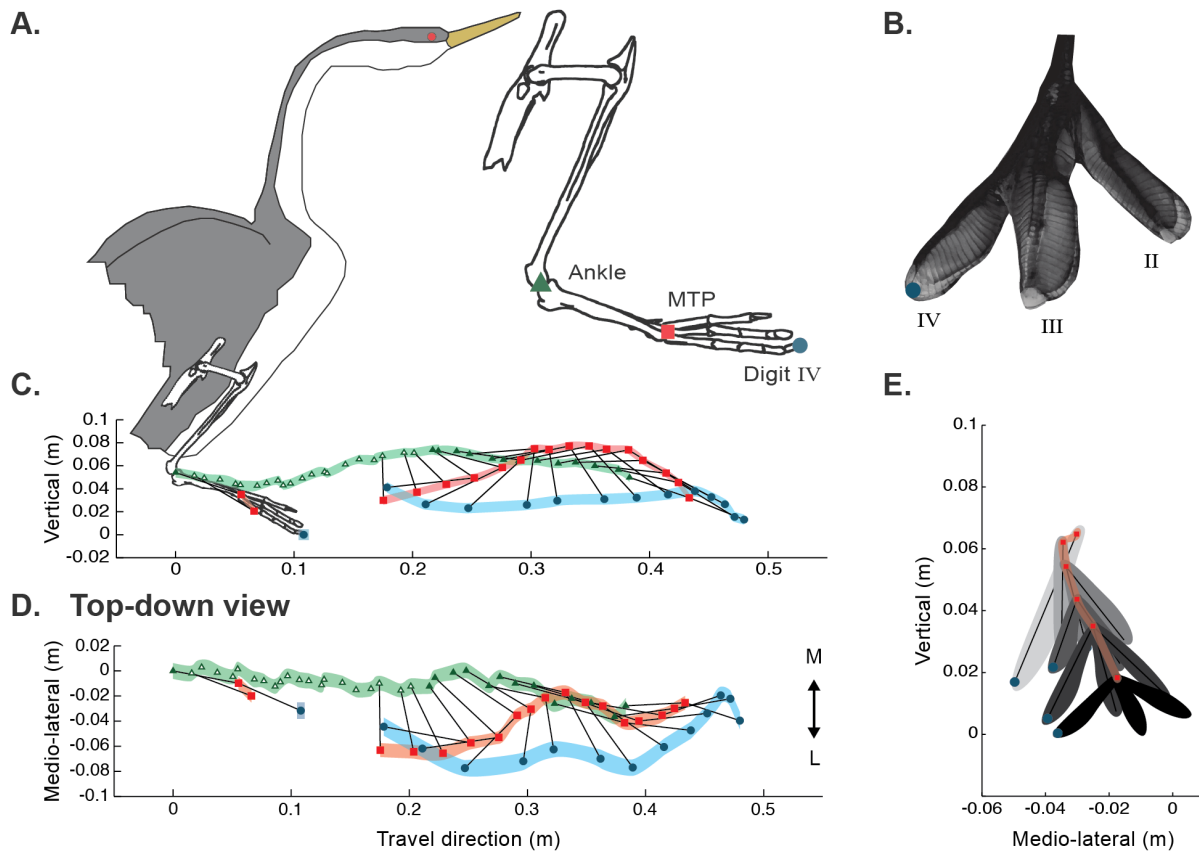 A.
B.
Ankle
MTP
Digit IV
IV
III
II
C.
Vertical (m)
0.1
0.08
0.06
0.04
0.02
0
-0.02
0
0.1
0.2
0.3
0.4
0.5
D. Top-down view
Medio-lateral (m)
0.02
0
-0.02
-0.04
-0.06
-0.08
-0.1
0
0.1
0.2
0.3
0.4
0.5
Travel direction (m)
M
L
E.
Vertical (m)
0.1
0.08
0.06
0.04
0.02
0
-0.06
-0.04
-0.02
0
Medio-lateral (m)